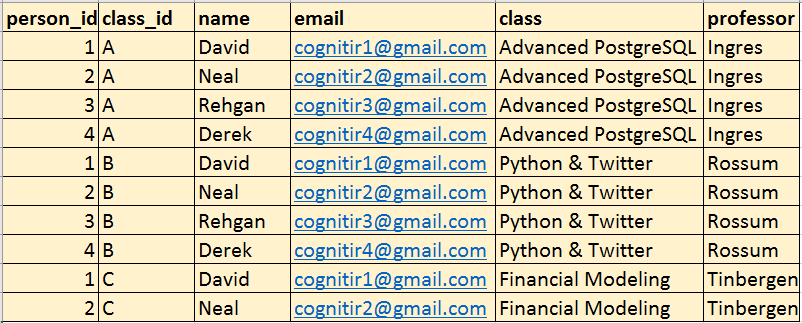 person_id class_id name email class professor
1 A David cognitir1@gmail.com Advanced PostgreSQL Ingres
2 A Neal cognitir2@gmail.com Advanced PostgreSQL Ingres
3 A Rehgan cognitir3@gmail.com Advanced PostgreSQL Ingres
4 A Derek cognitir4@gmail.com Advanced PostgreSQL Ingres
1 B David cognitir1@gmail.com Python & Twitter Rossum
2 B Neal cognitir2@gmail.com Python & Twitter Rossum
3 B Rehgan cognitir3@gmail.com Python & Twitter Rossum
4 B Derek cognitir4@gmail.com Python & Twitter Rossum
1 C David cognitir1@gmail.com Financial Modeling Tinbergen
2 C Neal cognitir2@gmail.com Financial Modeling Tinbergen